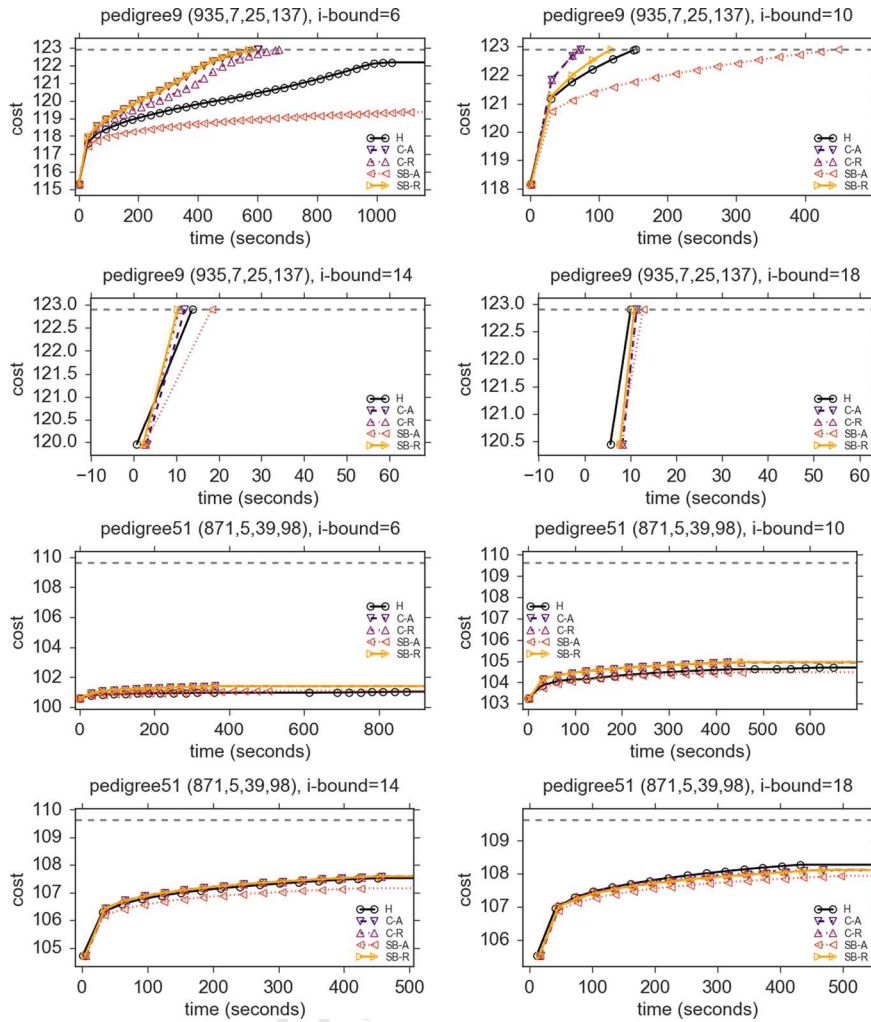 pedigree9 (935,7,25,137), i-bound=6
123
122
120
119
118
117
116
115
cost
0
200
400
600
800
1000
time (seconds)
H
C-A
C-R
SB-A
SB-R
pedigree9 (935,7,25,137), i-bound=10
123
122
121
120
119
118
cost
0
100
200
300
400
time (seconds)
H
C-A
C-R
SB-A
SB-R
pedigree9 (935,7,25,137), i-bound=14
123.0
122.5
122.0
121.5
121.0
120.5
120.0
cost
−10
0
10
20
30
40
50
60
time (seconds)
H
C-A
C-R
SB-A
SB-R
pedigree9 (935,7,25,137), i-bound=18
123.0
122.5
122.0
121.5
121.0
120.5
cost
−10
0
10
20
30
40
50
60
time (seconds)
H
C-A
C-R
SB-A
SB-R
pedigree51 (871,5,39,98), i-bound=6
110
108
106
104
102
100
cost
0
200
400
600
800
time (seconds)
H
C-A
C-R
SB-A
SB-R
pedigree51 (871,5,39,98), i-bound=10
110
109
108
106
105
104
103
cost
0
100
200
300
400
500
600
time (seconds)
H
C-A
C-R
SB-A
SB-R
pedigree51 (871,5,39,98), i-bound=14
110
108
107
106
105
cost
0
100
200
300
400
500
time (seconds)
H
C-A
C-R
SB-A
SB-R
pedigree51 (871,5,39,98), i-bound=18
109
108
107
106
cost
0
100
200
300
400
500
time (seconds)
H
C-A
C-R
SB-A
SB-R